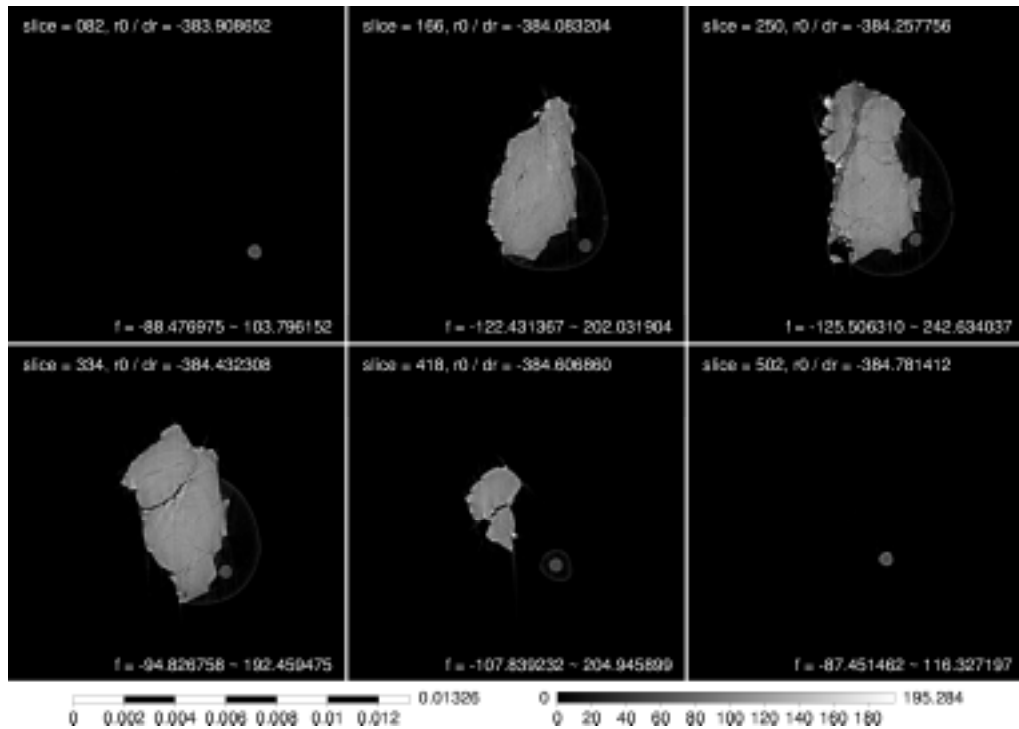 slice = 082, r0 / dr = -383.908652
slice = 166, r0 / dr = -384.083204
slice = 250, r0 / dr = -384.257756
f = -88.476975 ~ 103.796152
f = -122.431367 ~ 202.031904
f = -125.506310 ~ 242.634037
slice = 334, r0 / dr = -384.432308
slice = 418, r0 / dr = -384.606860
slice = 502, r0 / dr = -384.781412
f = -94.826758 ~ 192.459475
f = -107.839232 ~ 204.945899
f = -87.451462 ~ 116.327197
0.01326
0 195.284
0 0.002 0.004 0.006 0.008 0.01 0.012
0 20 40 60 80 100 120 140 160 180